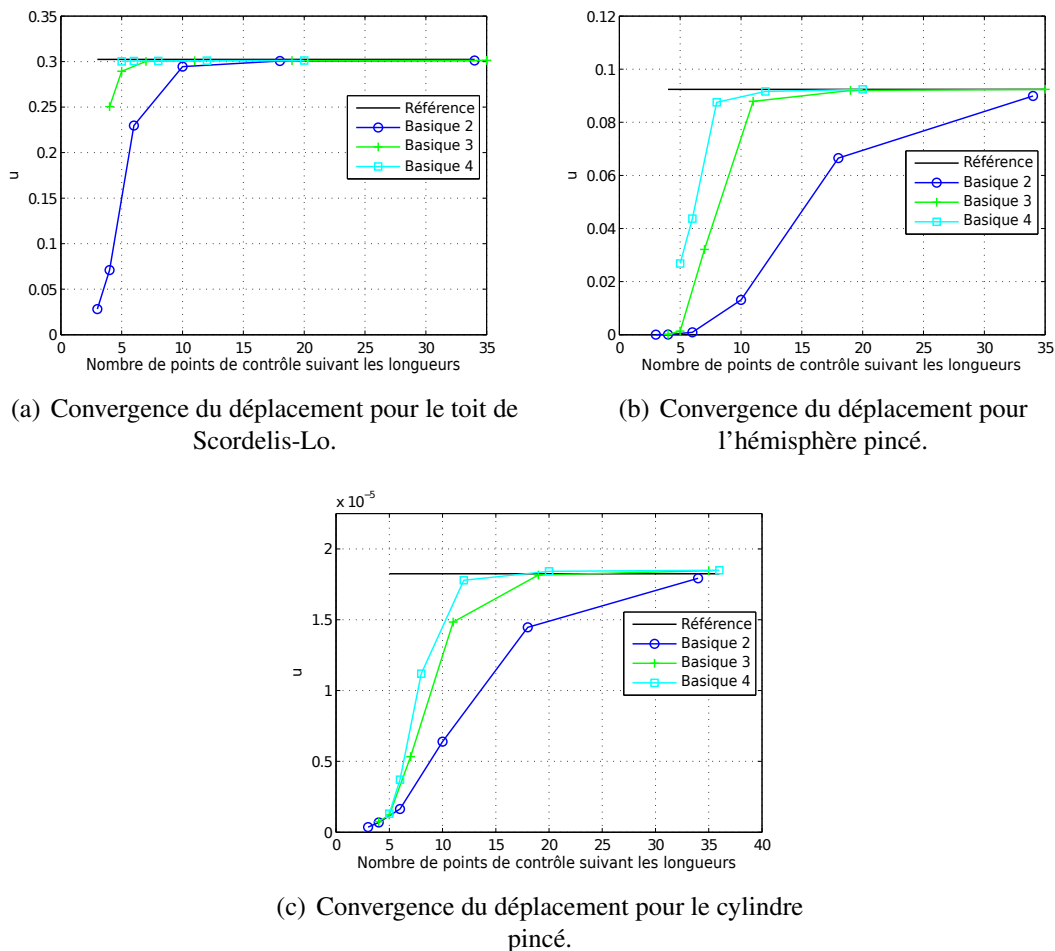 0.35
0.3
0.25
0.2
0.15
0.1
0.05
0
u
0 5 10 15 20 25 30 35
Nombre de points de contrôle suivant les longueurs
Référence
Basique 2
Basique 3
Basique 4
(a) Convergence du déplacement pour le toit de
Scordelis-Lo.
0.12
0.1
0.08
0.06
0.04
0.02
0
u
0 5 10 15 20 25 30 35
Nombre de points de contrôle suivant les longueurs
Référence
Basique 2
Basique 3
Basique 4
(b) Convergence du déplacement pour
l'hémisphère pincé.
x 10⁻⁵
2
1.5
1
0.5
0
u
0 5 10 15 20 25 30 35 40
Nombre de points de contrôle suivant les longueurs
Référence
Basique 2
Basique 3
Basique 4
(c) Convergence du déplacement pour le cylindre
pincé.